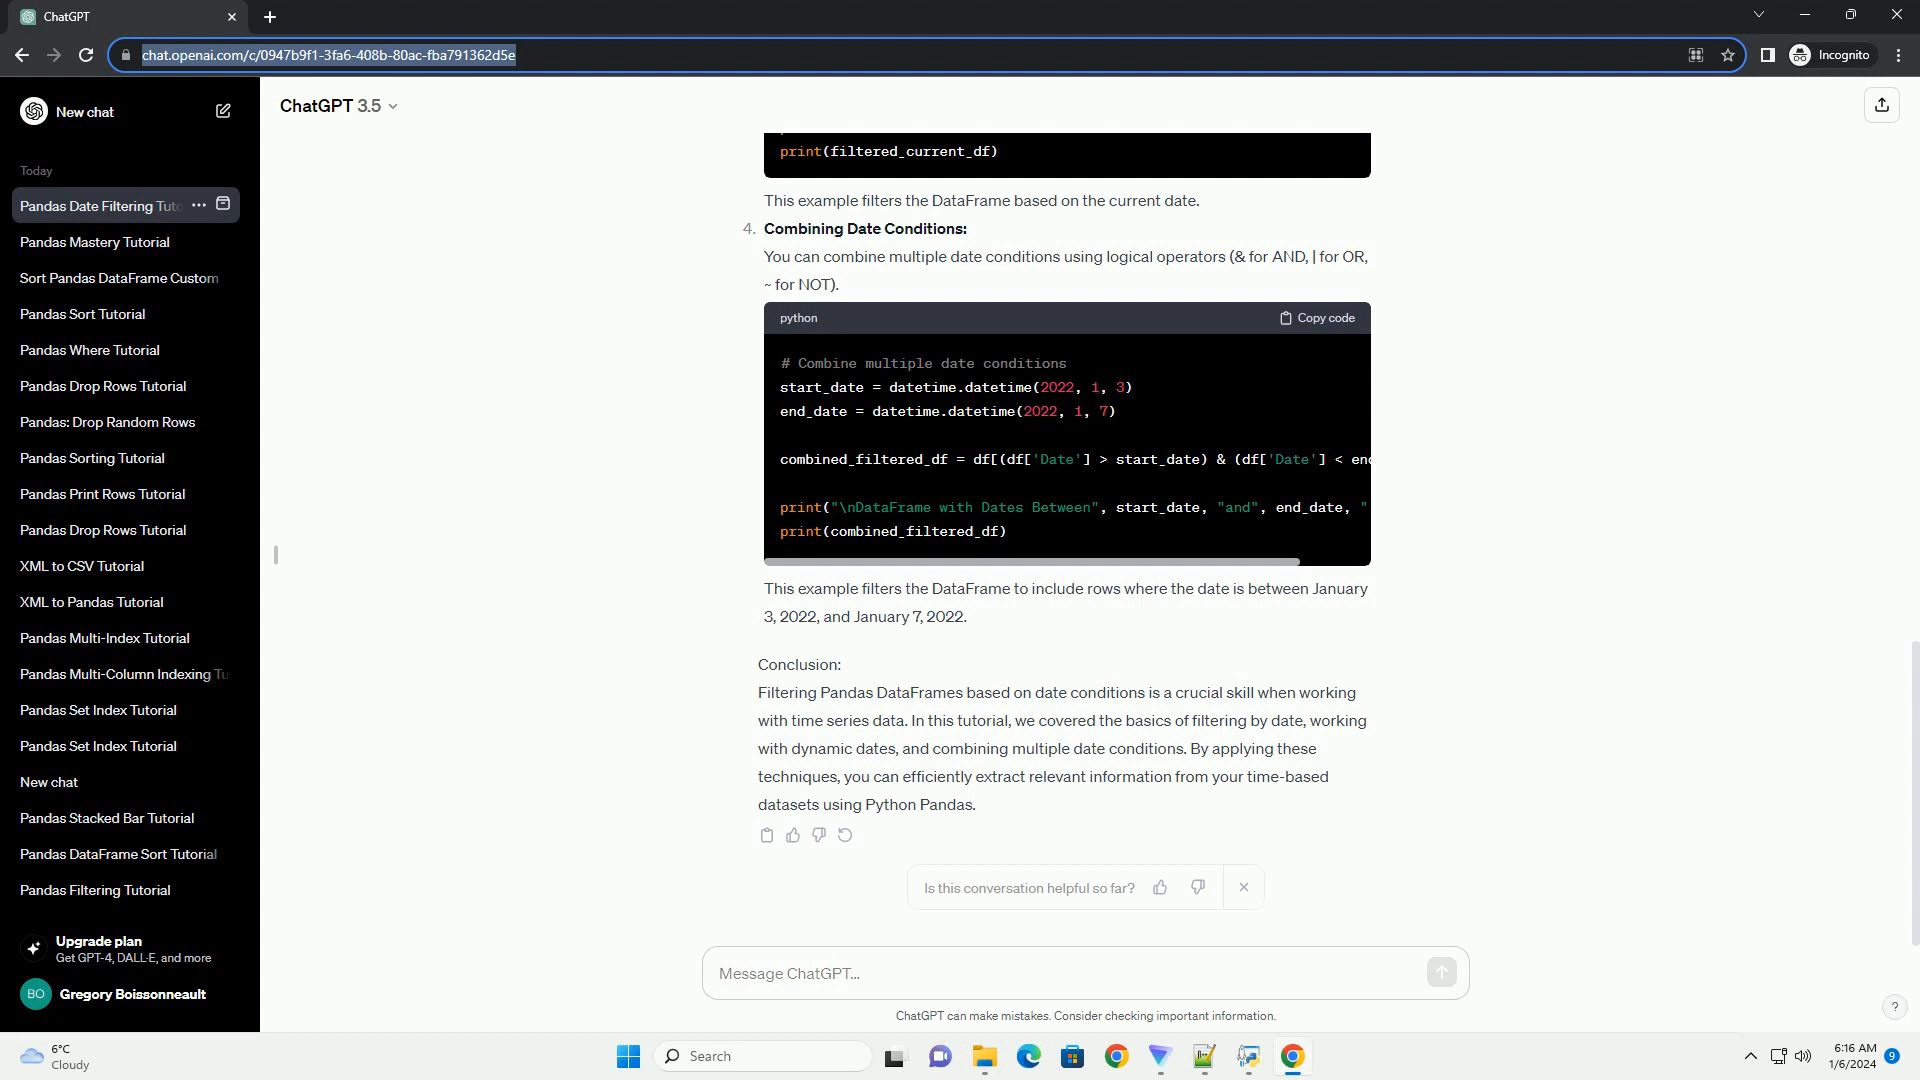 ChatGPT
chat.openai.com/c/0947b9f1-3fa6-408b-80ac-fba791362d5e
Incognito
New chat
Today
Pandas Date Filtering Tuto
Pandas Mastery Tutorial
Sort Pandas DataFrame Custom
Pandas Sort Tutorial
Pandas Where Tutorial
Pandas Drop Rows Tutorial
Pandas: Drop Random Rows
Pandas Sorting Tutorial
Pandas Print Rows Tutorial
Pandas Drop Rows Tutorial
XML to CSV Tutorial
XML to Pandas Tutorial
Pandas Multi-Index Tutorial
Pandas Multi-Column Indexing Tu
Pandas Set Index Tutorial
Pandas Set Index Tutorial
New chat
Pandas Stacked Bar Tutorial
Pandas DataFrame Sort Tutorial
Pandas Filtering Tutorial
Upgrade plan
Get GPT-4, DALL·E, and more
BO Gregory Boissonneault
ChatGPT 3.5
print(filtered_current_df)
This example filters the DataFrame based on the current date.
4. Combining Date Conditions:
You can combine multiple date conditions using logical operators (& for AND, | for OR,
~ for NOT).
python Copy code
# Combine multiple date conditions
start_date = datetime.datetime(2022, 1, 3)
end_date = datetime.datetime(2022, 1, 7)
combined_filtered_df = df[(df['Date'] > start_date) & (df['Date'] < end
print("\nDataFrame with Dates Between", start_date, "and", end_date, "
print(combined_filtered_df)
This example filters the DataFrame to include rows where the date is between January
3, 2022, and January 7, 2022.
Conclusion:
Filtering Pandas DataFrames based on date conditions is a crucial skill when working
with time series data. In this tutorial, we covered the basics of filtering by date, working
with dynamic dates, and combining multiple date conditions. By applying these
techniques, you can efficiently extract relevant information from your time-based
datasets using Python Pandas.
Is this conversation helpful so far?
Message ChatGPT...
ChatGPT can make mistakes. Consider checking important information.
?
6°C
Cloudy
Search
6:16 AM
1/6/2024
9